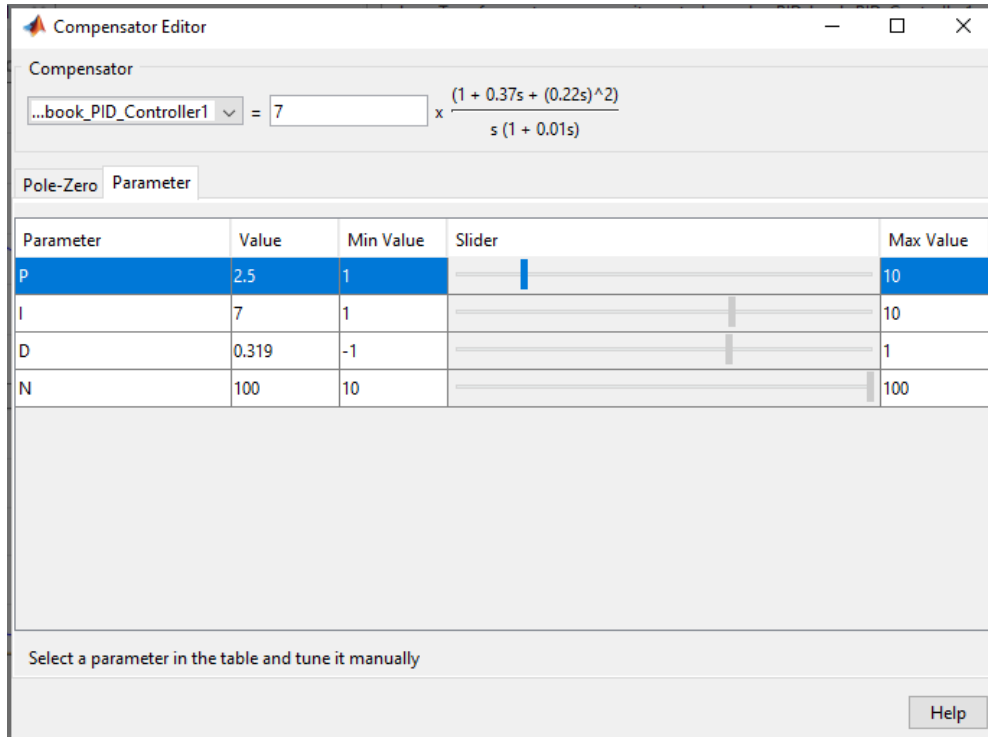 Compensator Editor
Compensator
...book_PID_Controller1 = 7 x (1 + 0.37s + (0.22s)^2)
s (1 + 0.01s)
Pole-Zero Parameter
Parameter Value Min Value Slider Max Value
P 2.5 1 10
I 7 1 10
D 0.319 -1 1
N 100 10 100
Select a parameter in the table and tune it manually
Help